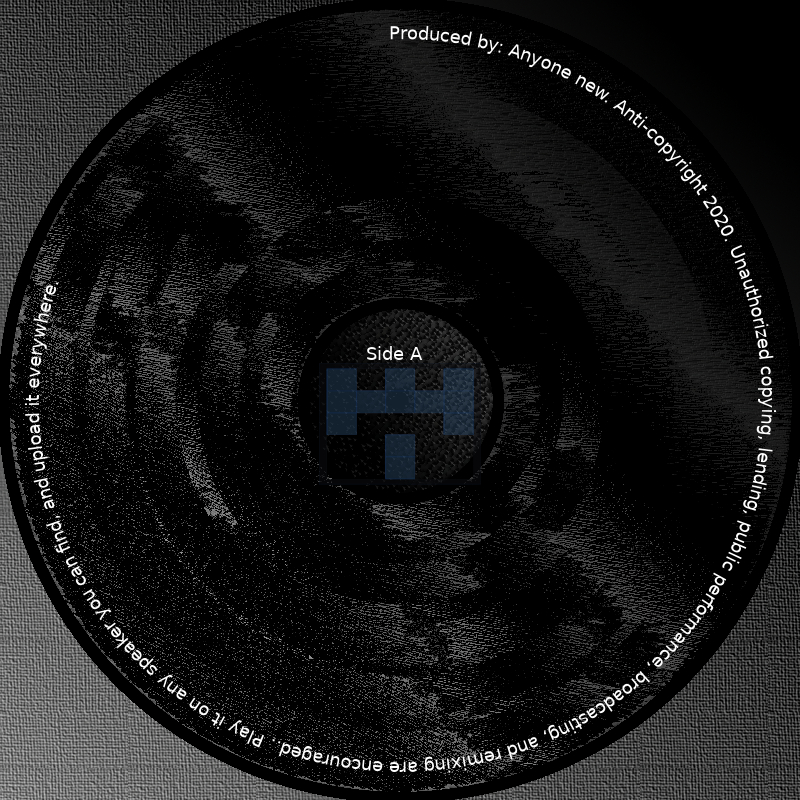 Produced by: Anyone new. Anti-copyright 2020. Unauthorized copying, lending, public performance, broadcasting, and remixing are encouraged. . Play it on any speaker you can find, and upload it everywhere.
Side A